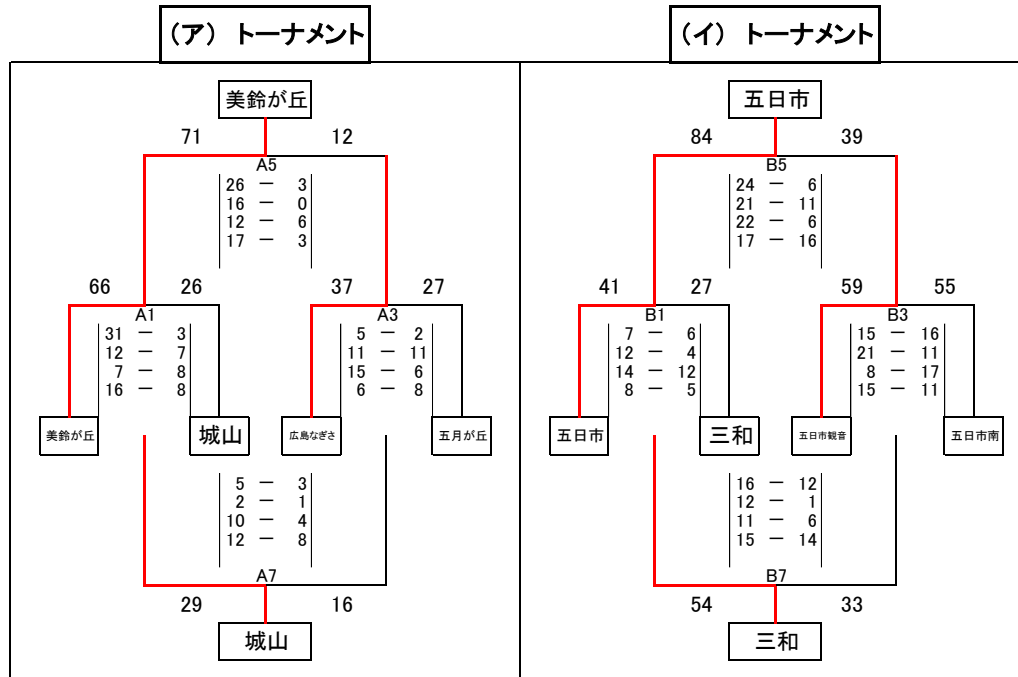 (ア) トーナメント
美鈴が丘
71 12
A5
26 ー 3
16 ー 0
12 ー 6
17 ー 3
66 26
A1
31 ー 3
12 ー 7
7 ー 8
16 ー 8
37 27
A3
5 ー 2
11 ー 11
15 ー 6
6 ー 8
美鈴が丘
城山
広島なぎさ
五月が丘
5 ー 3
2 ー 1
10 ー 4
12 ー 8
A7
29 16
城山
(イ) トーナメント
五日市
84 39
B5
24 ー 6
21 ー 11
22 ー 6
17 ー 16
41 27
B1
7 ー 6
12 ー 4
14 ー 12
8 ー 5
59 55
B3
15 ー 16
21 ー 11
8 ー 17
15 ー 11
五日市
三和
五日市観音
五日市南
16 ー 12
12 ー 1
11 ー 6
15 ー 14
B7
54 33
三和